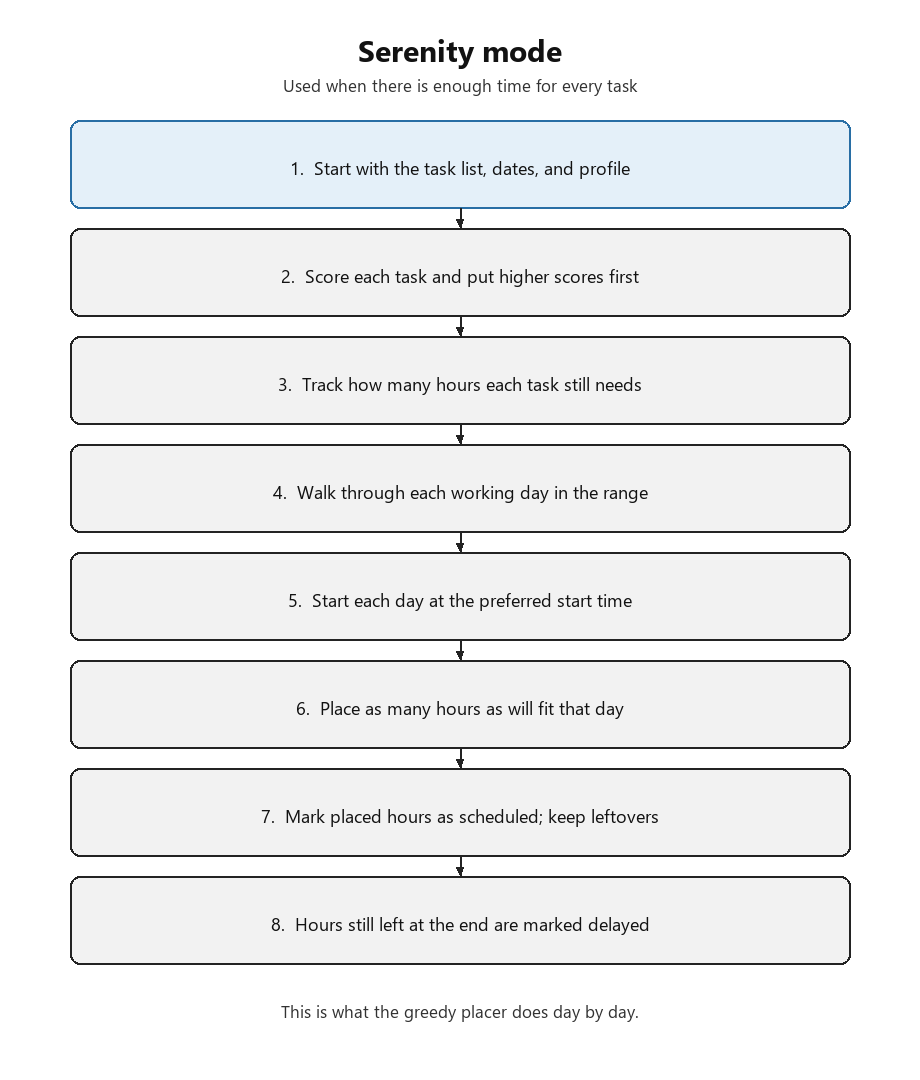 Serenity mode
Used when there is enough time for every task
1.  Start with the task list, dates, and profile
2.  Score each task and put higher scores first
3.  Track how many hours each task still needs
4.  Walk through each working day in the range
5.  Start each day at the preferred start time
6.  Place as many hours as will fit that day
7.  Mark placed hours as scheduled; keep leftovers
8.  Hours still left at the end are marked delayed
This is what the greedy placer does day by day.